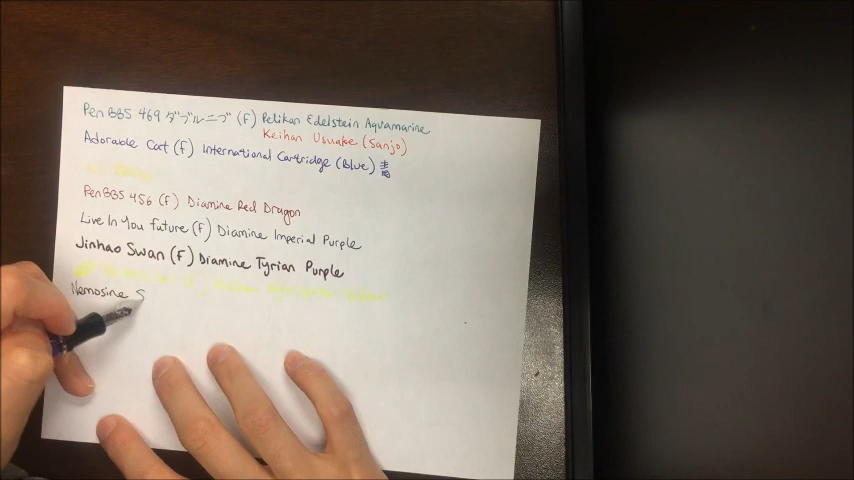 PenBBS 469 ダブルニブ (F) Pelikan Edelstein Aquamarine
Keihan Usuake (Sanjo)
Adorable Cat (F) International Cartridge (Blue) 青
PenBBS 456 (F) Diamine Red Dragon
Live In You Future (F) Diamine Imperial Purple
Jinhao Swan (F) Diamine Tyrian Purple
Nemosine S